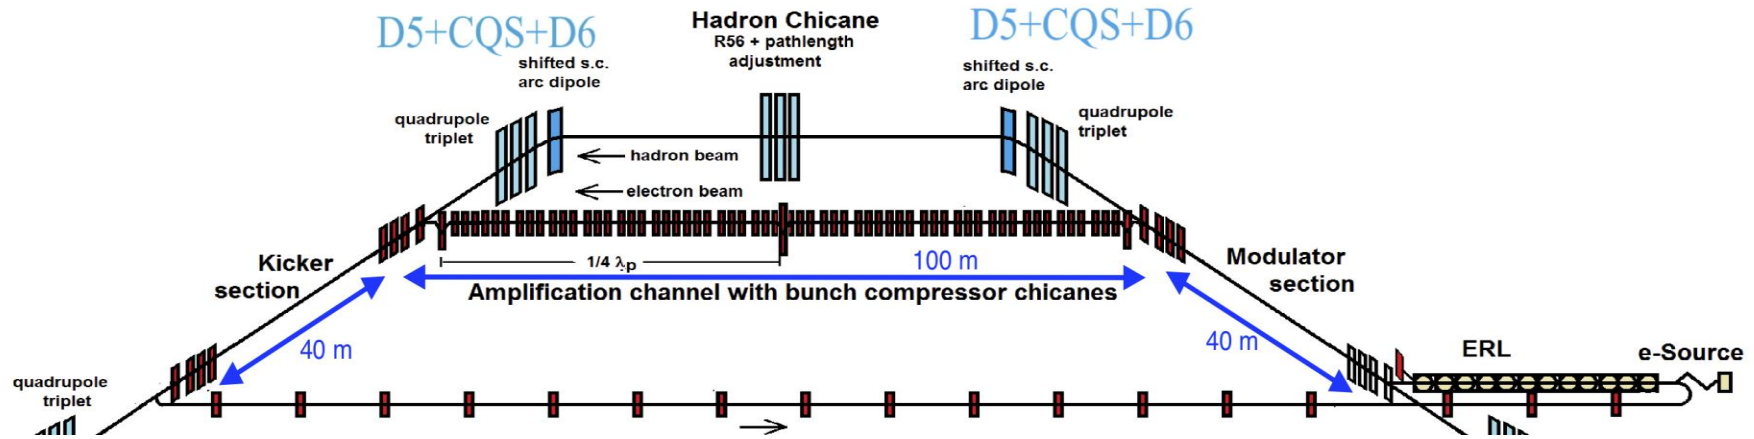 D5+CQS+D6
Hadron Chicane
R56 + pathlength
adjustment
D5+CQS+D6
shifted s.c.
arc dipole
shifted s.c.
arc dipole
quadrupole
triplet
quadrupole
triplet
hadron beam
electron beam
Kicker
section
1/4 λp
100 m
Modulator
section
Amplification channel with bunch compressor chicanes
40 m
40 m
ERL
e-Source
quadrupole
triplet